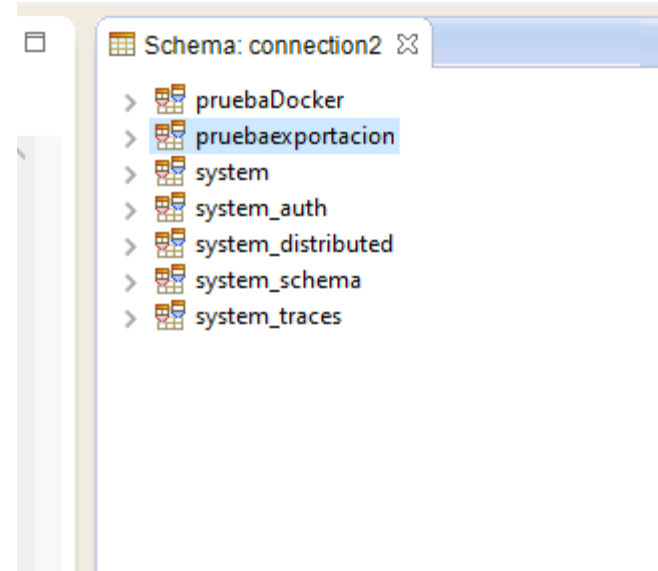 Schema: connection2
pruebaDocker
pruebaexportacion
system
system_auth
system_distributed
system_schema
system_traces